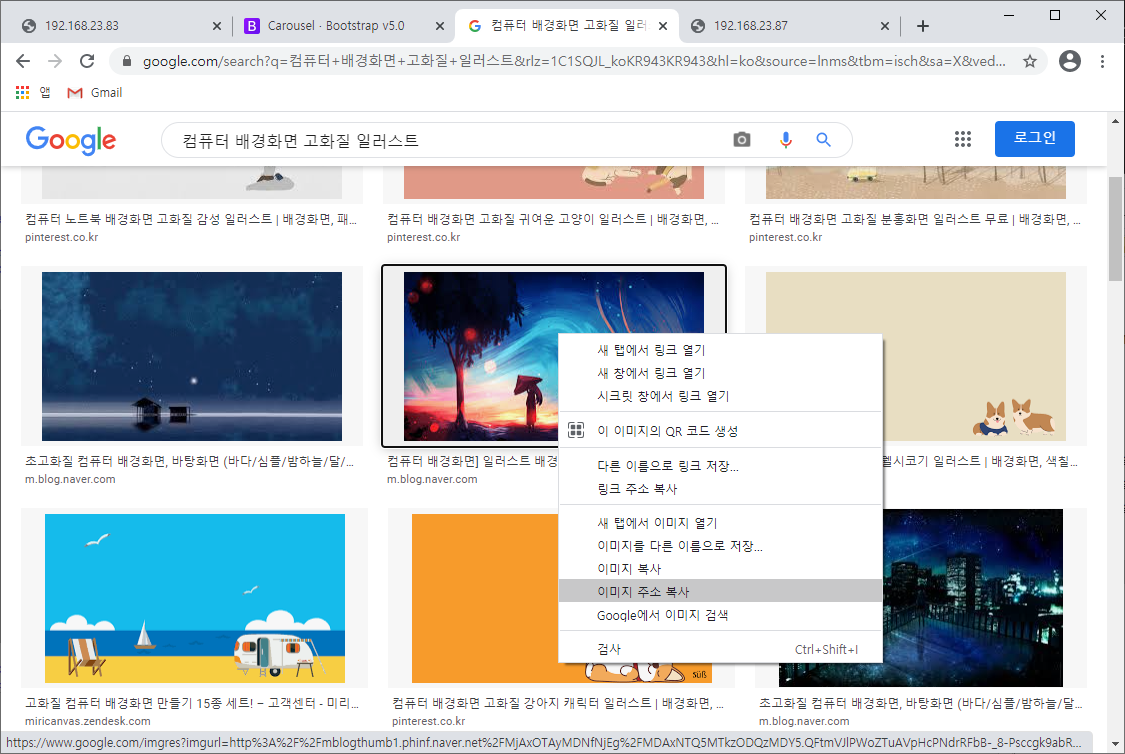 192.168.23.83
Carousel · Bootstrap v5.0
컴퓨터 배경화면 고화질 일러
192.168.23.87
google.com/search?q=컴퓨터+배경화면+고화질+일러스트&rlz=1C1SQJL_koKR943KR943&hl=ko&source=lnms&tbm=isch&sa=X&ved...
앱
Gmail
Google
컴퓨터 배경화면 고화질 일러스트
로그인
컴퓨터 노트북 배경화면 고화질 감성 일러스트 | 배경화면, 패...
pinterest.co.kr
컴퓨터 배경화면 고화질 귀여운 고양이 일러스트 | 배경화면, ...
pinterest.co.kr
컴퓨터 배경화면 고화질 분홍화면 일러스트 무료 | 배경화면, ...
pinterest.co.kr
새 탭에서 링크 열기
새 창에서 링크 열기
시크릿 창에서 링크 열기
이 이미지의 QR 코드 생성
다른 이름으로 링크 저장...
링크 주소 복사
새 탭에서 이미지 열기
이미지를 다른 이름으로 저장...
이미지 복사
이미지 주소 복사
Google에서 이미지 검색
검사 Ctrl+Shift+I
초고화질 컴퓨터 배경화면, 바탕화면 (바다/심플/밤하늘/달/...
m.blog.naver.com
컴퓨터 배경화면] 일러스트 배경
m.blog.naver.com
웰시코기 일러스트 | 배경화면, 색칠...
süß
고화질 컴퓨터 배경화면 만들기 15종 세트! – 고객센터 - 미리...
miricanvas.zendesk.com
컴퓨터 배경화면 고화질 강아지 캐릭터 일러스트 | 배경화면, ...
pinterest.co.kr
초고화질 컴퓨터 배경화면, 바탕화면 (바다/심플/밤하늘/달/...
m.blog.naver.com
https://www.google.com/imgres?imgurl=http%3A%2F%2Fmblogthumb1.phinf.naver.net%2FMjAxOTAyMDNfNjEg%2FMDAxNTQ5MTkzODQzMDY5.QFtmVJlPWoZTuAVpHcPNdrRFbB-_8-Psccgk9abR...